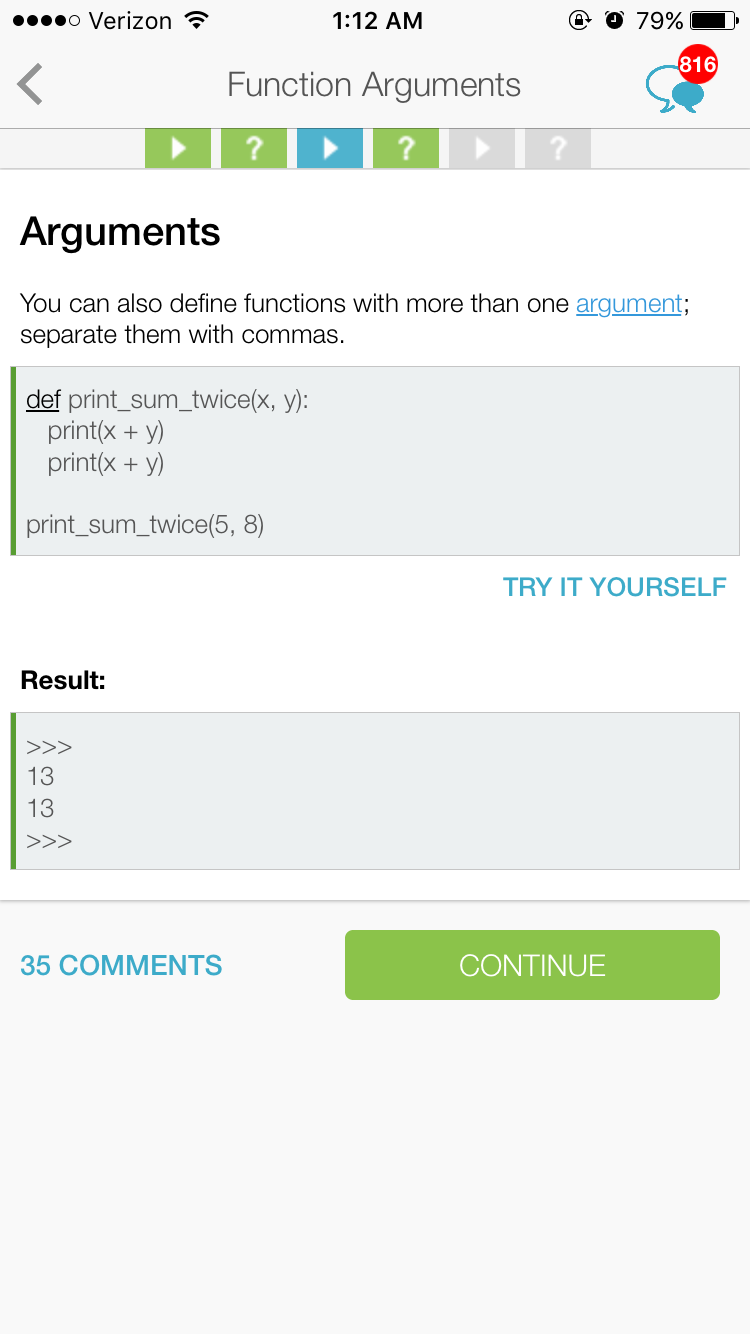 Verizon 1:12 AM 79%
Function Arguments 816
? ? ?
Arguments
You can also define functions with more than one argument;
separate them with commas.
def print_sum_twice(x, y):
   print(x + y)
   print(x + y)
print_sum_twice(5, 8)
TRY IT YOURSELF
Result:
>>>
13
13
>>>
35 COMMENTS CONTINUE